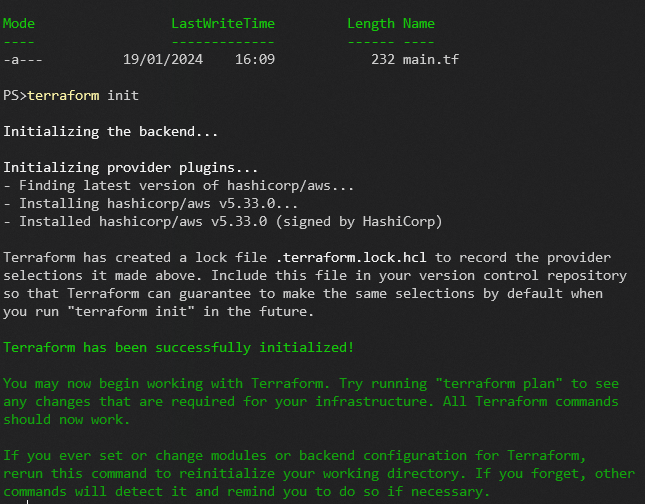 Mode                 LastWriteTime         Length Name
----                 -------------         ------ ----
-a---          19/01/2024    16:09            232 main.tf
PS>terraform init
Initializing the backend...
Initializing provider plugins...
- Finding latest version of hashicorp/aws...
- Installing hashicorp/aws v5.33.0...
- Installed hashicorp/aws v5.33.0 (signed by HashiCorp)
Terraform has created a lock file .terraform.lock.hcl to record the provider
selections it made above. Include this file in your version control repository
so that Terraform can guarantee to make the same selections by default when
you run "terraform init" in the future.
Terraform has been successfully initialized!
You may now begin working with Terraform. Try running "terraform plan" to see
any changes that are required for your infrastructure. All Terraform commands
should now work.
If you ever set or change modules or backend configuration for Terraform,
rerun this command to reinitialize your working directory. If you forget, other
commands will detect it and remind you to do so if necessary.